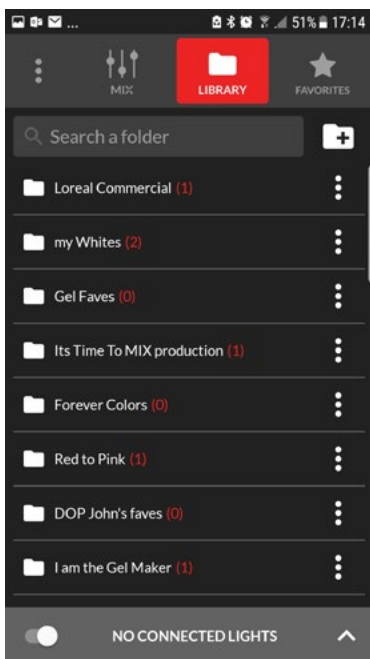 ... 51% 17:14
MIX LIBRARY FAVORITES
Search a folder
Loreal Commercial (1)
my Whites (2)
Gel Faves (0)
Its Time To MIX production (1)
Forever Colors (0)
Red to Pink (1)
DOP John's faves (0)
I am the Gel Maker (1)
NO CONNECTED LIGHTS